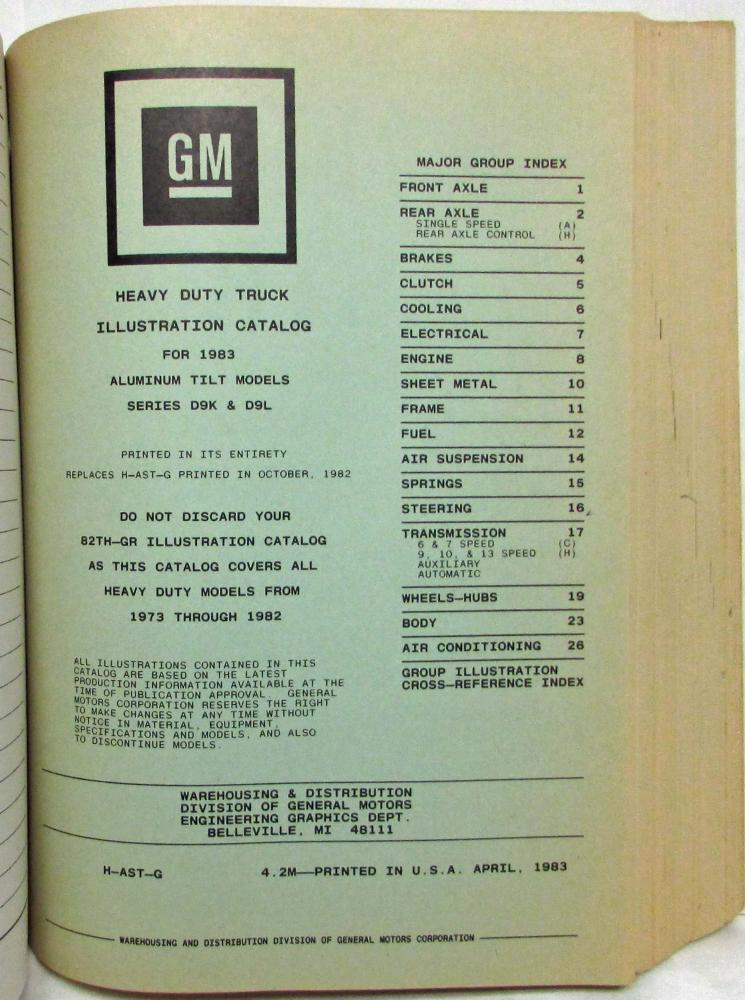 GM
HEAVY DUTY TRUCK
ILLUSTRATION CATALOG
FOR 1983
ALUMINUM TILT MODELS
SERIES D9K & D9L
PRINTED IN ITS ENTIRETY
REPLACES H—AST—G PRINTED IN OCTOBER, 1982
DO NOT DISCARD YOUR
82TH—GR ILLUSTRATION CATALOG
AS THIS CATALOG COVERS ALL
HEAVY DUTY MODELS FROM
1973 THROUGH 1982
ALL ILLUSTRATIONS CONTAINED IN THIS
CATALOG ARE BASED ON THE LATEST
PRODUCTION INFORMATION AVAILABLE AT THE
TIME OF PUBLICATION APPROVAL. GENERAL
MOTORS CORPORATION RESERVES THE RIGHT
TO MAKE CHANGES AT ANY TIME WITHOUT
NOTICE IN MATERIAL, EQUIPMENT,
SPECIFICATIONS AND MODELS, AND ALSO
TO DISCONTINUE MODELS.
MAJOR GROUP INDEX
FRONT AXLE 1
REAR AXLE 2
SINGLE SPEED (A)
REAR AXLE CONTROL (H)
BRAKES 4
CLUTCH 5
COOLING 6
ELECTRICAL 7
ENGINE 8
SHEET METAL 10
FRAME 11
FUEL 12
AIR SUSPENSION 14
SPRINGS 15
STEERING 16
TRANSMISSION 17
6 & 7 SPEED (C)
9, 10, & 13 SPEED (H)
AUXILIARY
AUTOMATIC
WHEELS—HUBS 19
BODY 23
AIR CONDITIONING 26
GROUP ILLUSTRATION
CROSS—REFERENCE INDEX
WAREHOUSING & DISTRIBUTION
DIVISION OF GENERAL MOTORS
ENGINEERING GRAPHICS DEPT.
BELLEVILLE, MI 48111
H—AST—G 4.2M——PRINTED IN U.S.A. APRIL, 1983
WAREHOUSING AND DISTRIBUTION DIVISION OF GENERAL MOTORS CORPORATION